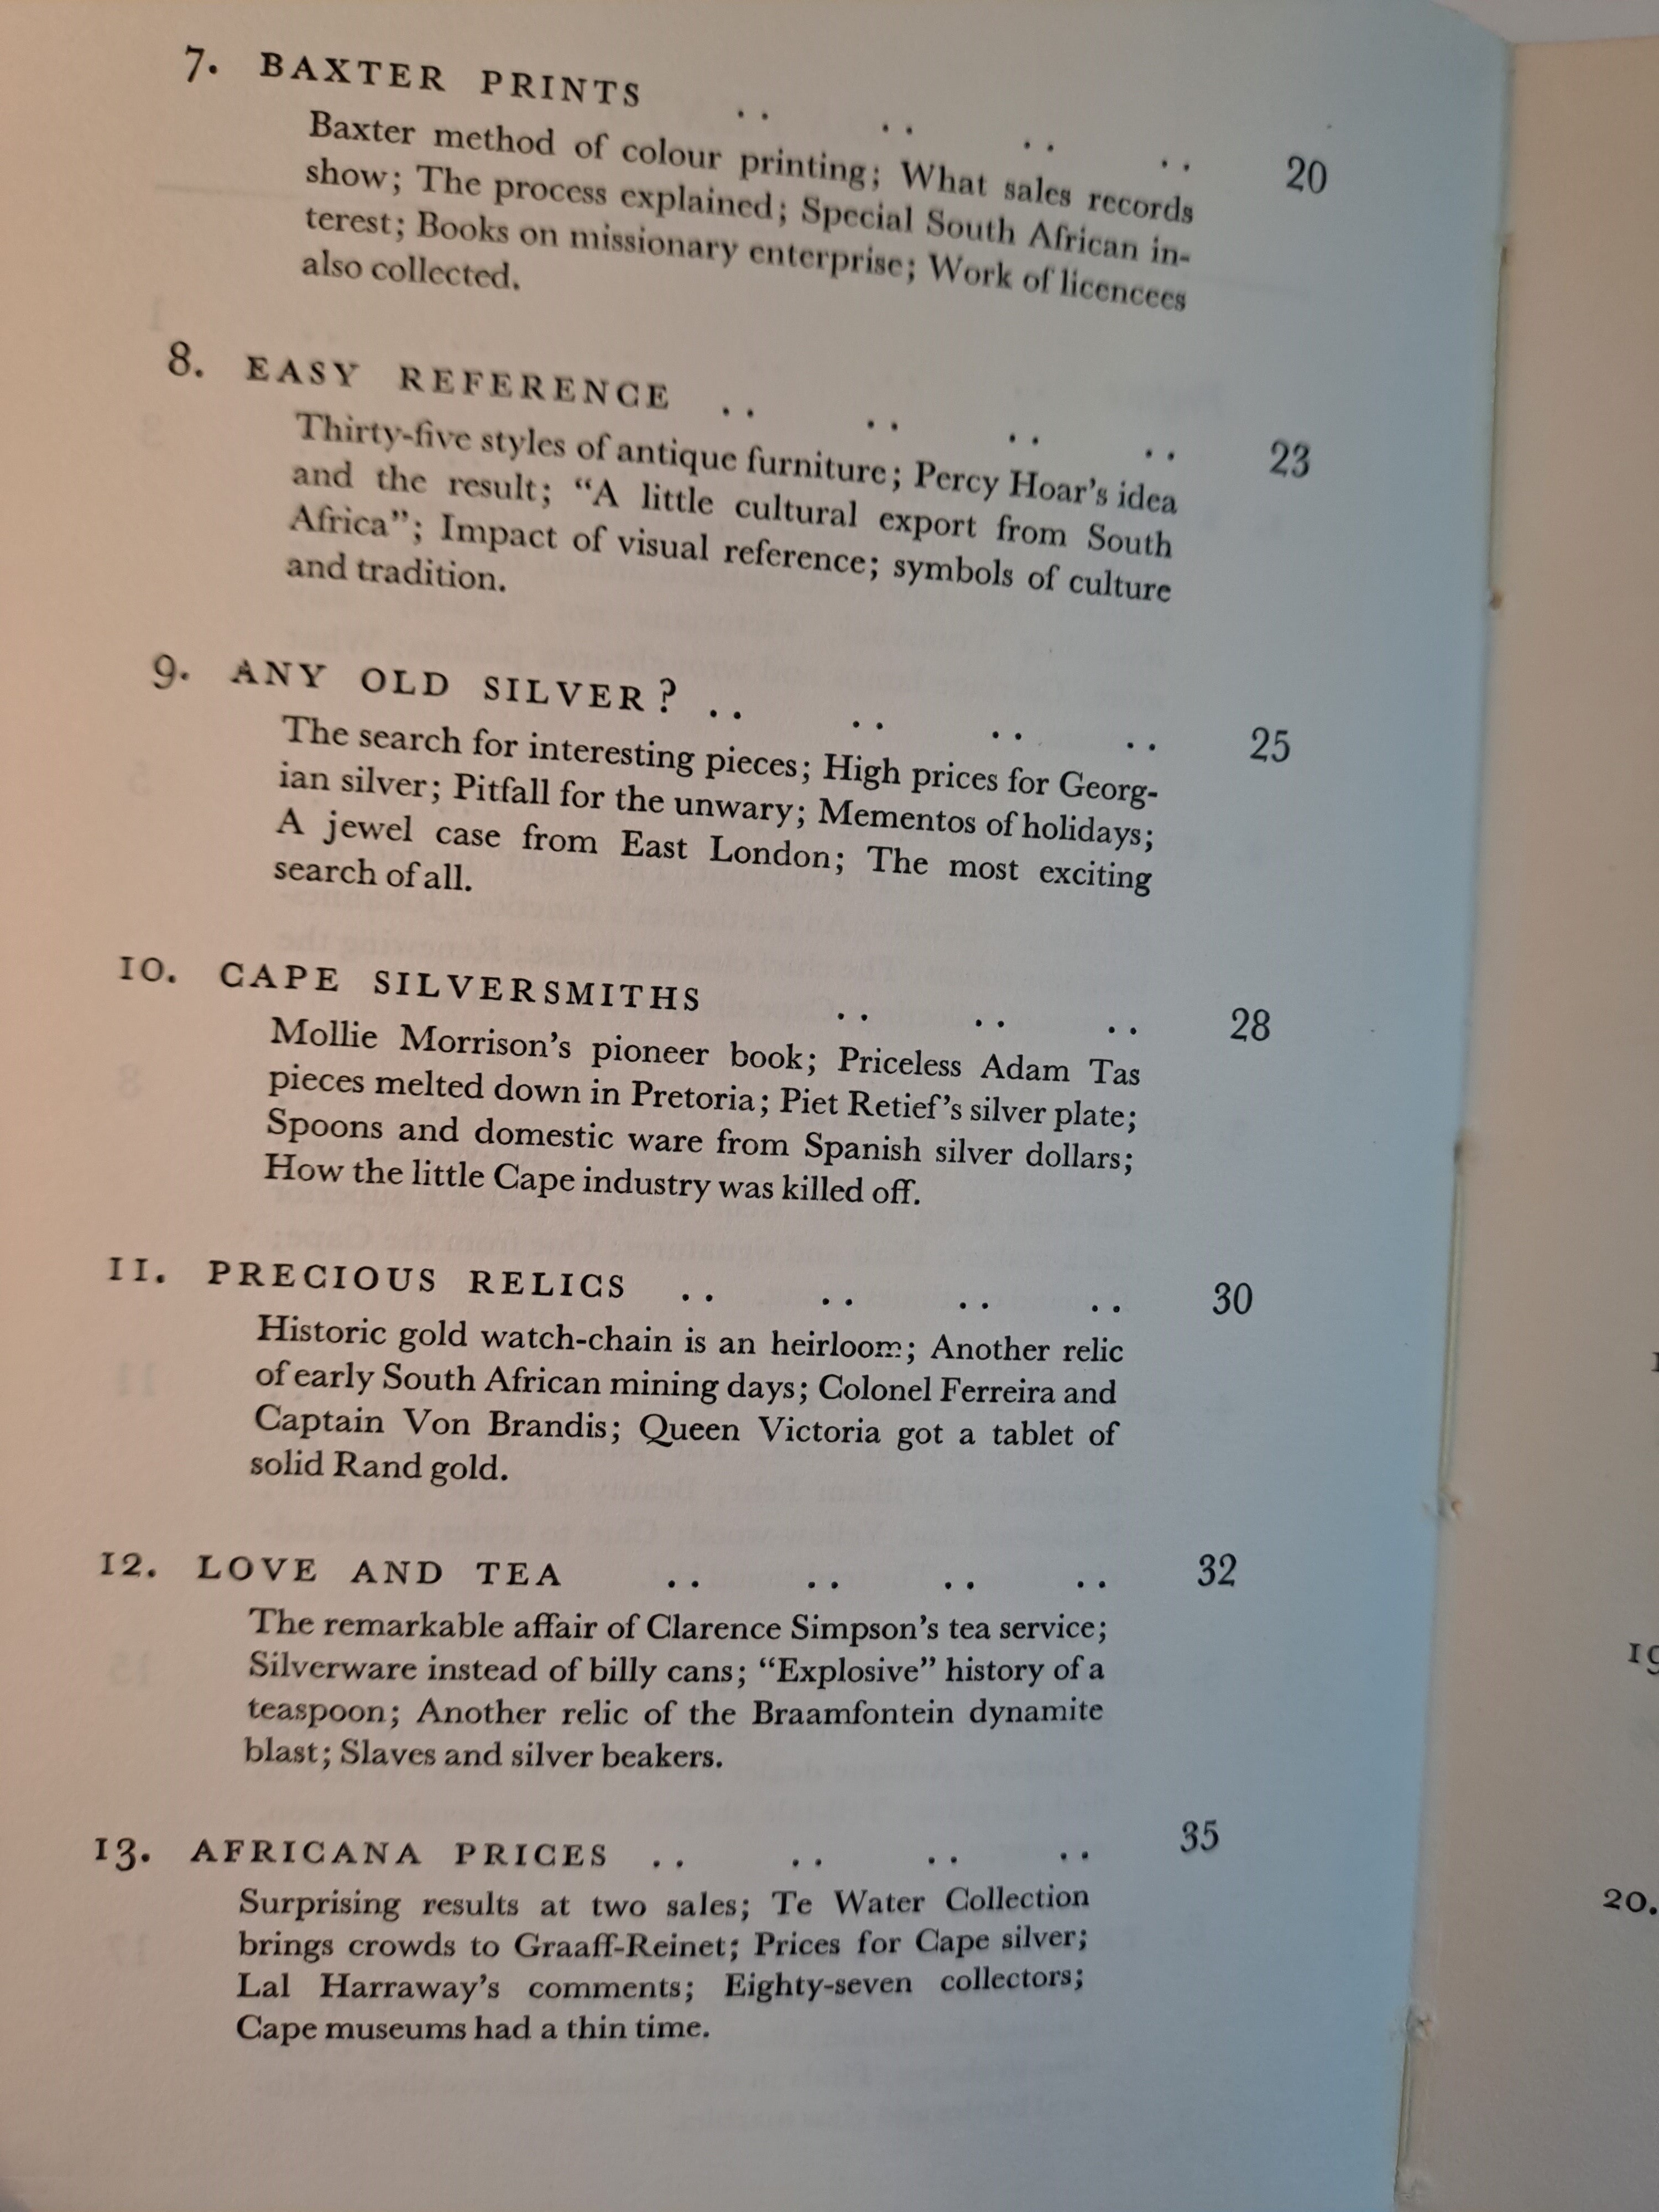 7. BAXTER PRINTS .. .. .. .. 20
Baxter method of colour printing; What sales records
show; The process explained; Special South African in-
terest; Books on missionary enterprise; Work of licencees
also collected.
8. EASY REFERENCE .. .. .. .. 23
Thirty-five styles of antique furniture; Percy Hoar's idea
and the result; “A little cultural export from South
Africa”; Impact of visual reference; symbols of culture
and tradition.
9. ANY OLD SILVER? .. .. .. .. 25
The search for interesting pieces; High prices for Georg-
ian silver; Pitfall for the unwary; Mementos of holidays;
A jewel case from East London; The most exciting
search of all.
10. CAPE SILVERSMITHS .. .. .. 28
Mollie Morrison's pioneer book; Priceless Adam Tas
pieces melted down in Pretoria; Piet Retief's silver plate;
Spoons and domestic ware from Spanish silver dollars;
How the little Cape industry was killed off.
11. PRECIOUS RELICS .. .. .. .. 30
Historic gold watch-chain is an heirloom; Another relic
of early South African mining days; Colonel Ferreira and
Captain Von Brandis; Queen Victoria got a tablet of
solid Rand gold.
12. LOVE AND TEA .. .. .. .. 32
The remarkable affair of Clarence Simpson's tea service;
Silverware instead of billy cans; “Explosive” history of a
teaspoon; Another relic of the Braamfontein dynamite
blast; Slaves and silver beakers.
13. AFRICANA PRICES .. .. .. .. 35
Surprising results at two sales; Te Water Collection
brings crowds to Graaff-Reinet; Prices for Cape silver;
Lal Harraway's comments; Eighty-seven collectors;
Cape museums had a thin time.
20.